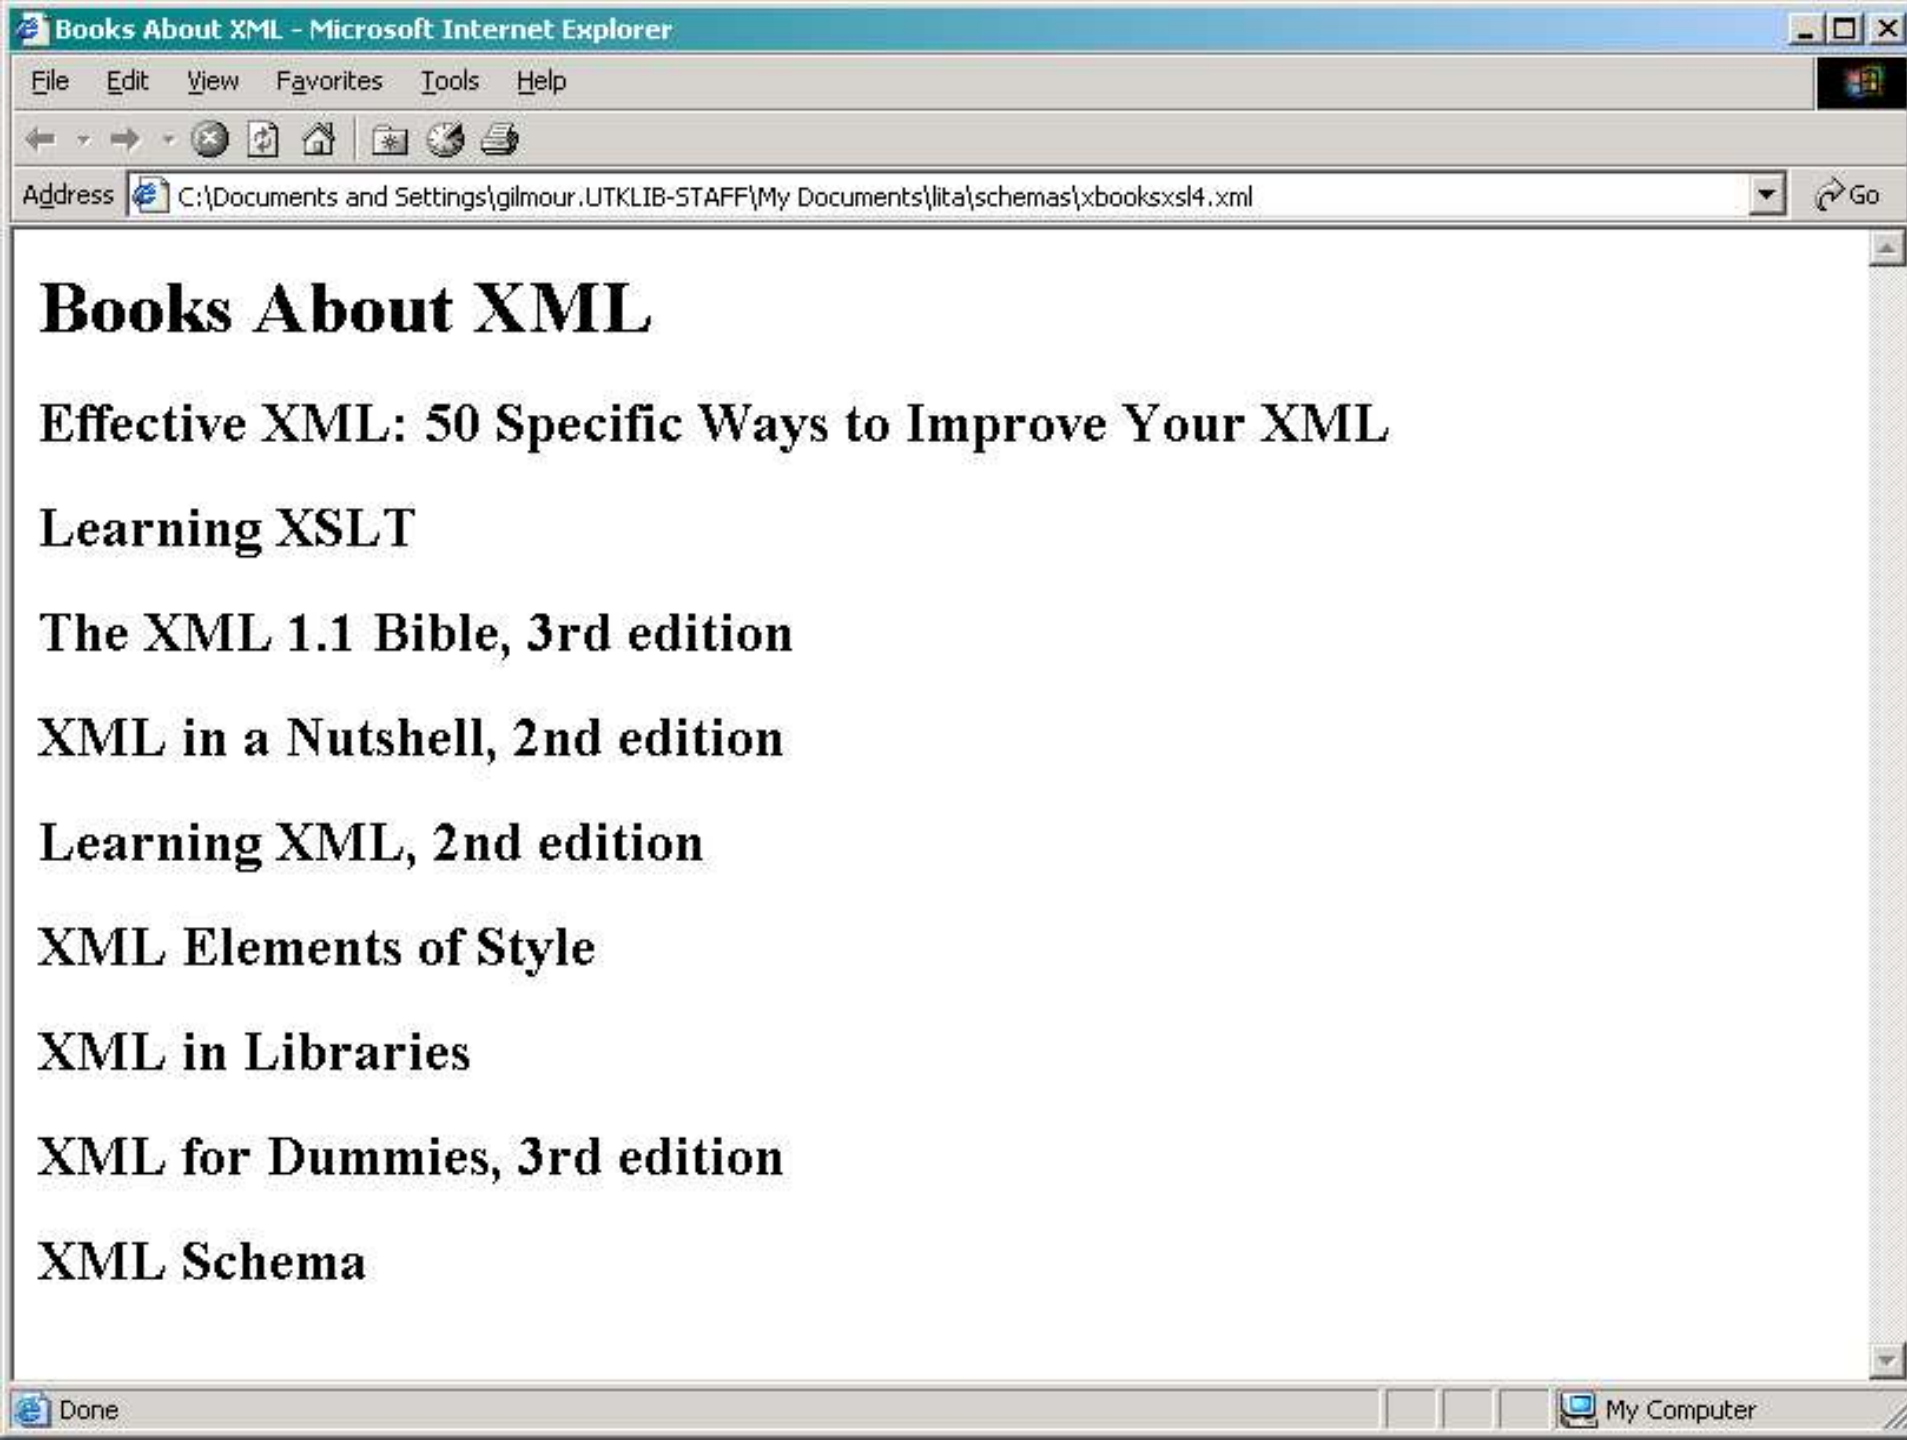 Books About XML - Microsoft Internet Explorer
File Edit View Favorites Tools Help
Address C:\Documents and Settings\gilmour.UTKLIB-STAFF\My Documents\lita\schemas\xbooksxsl4.xml Go
Books About XML
Effective XML: 50 Specific Ways to Improve Your XML
Learning XSLT
The XML 1.1 Bible, 3rd edition
XML in a Nutshell, 2nd edition
Learning XML, 2nd edition
XML Elements of Style
XML in Libraries
XML for Dummies, 3rd edition
XML Schema
Done My Computer